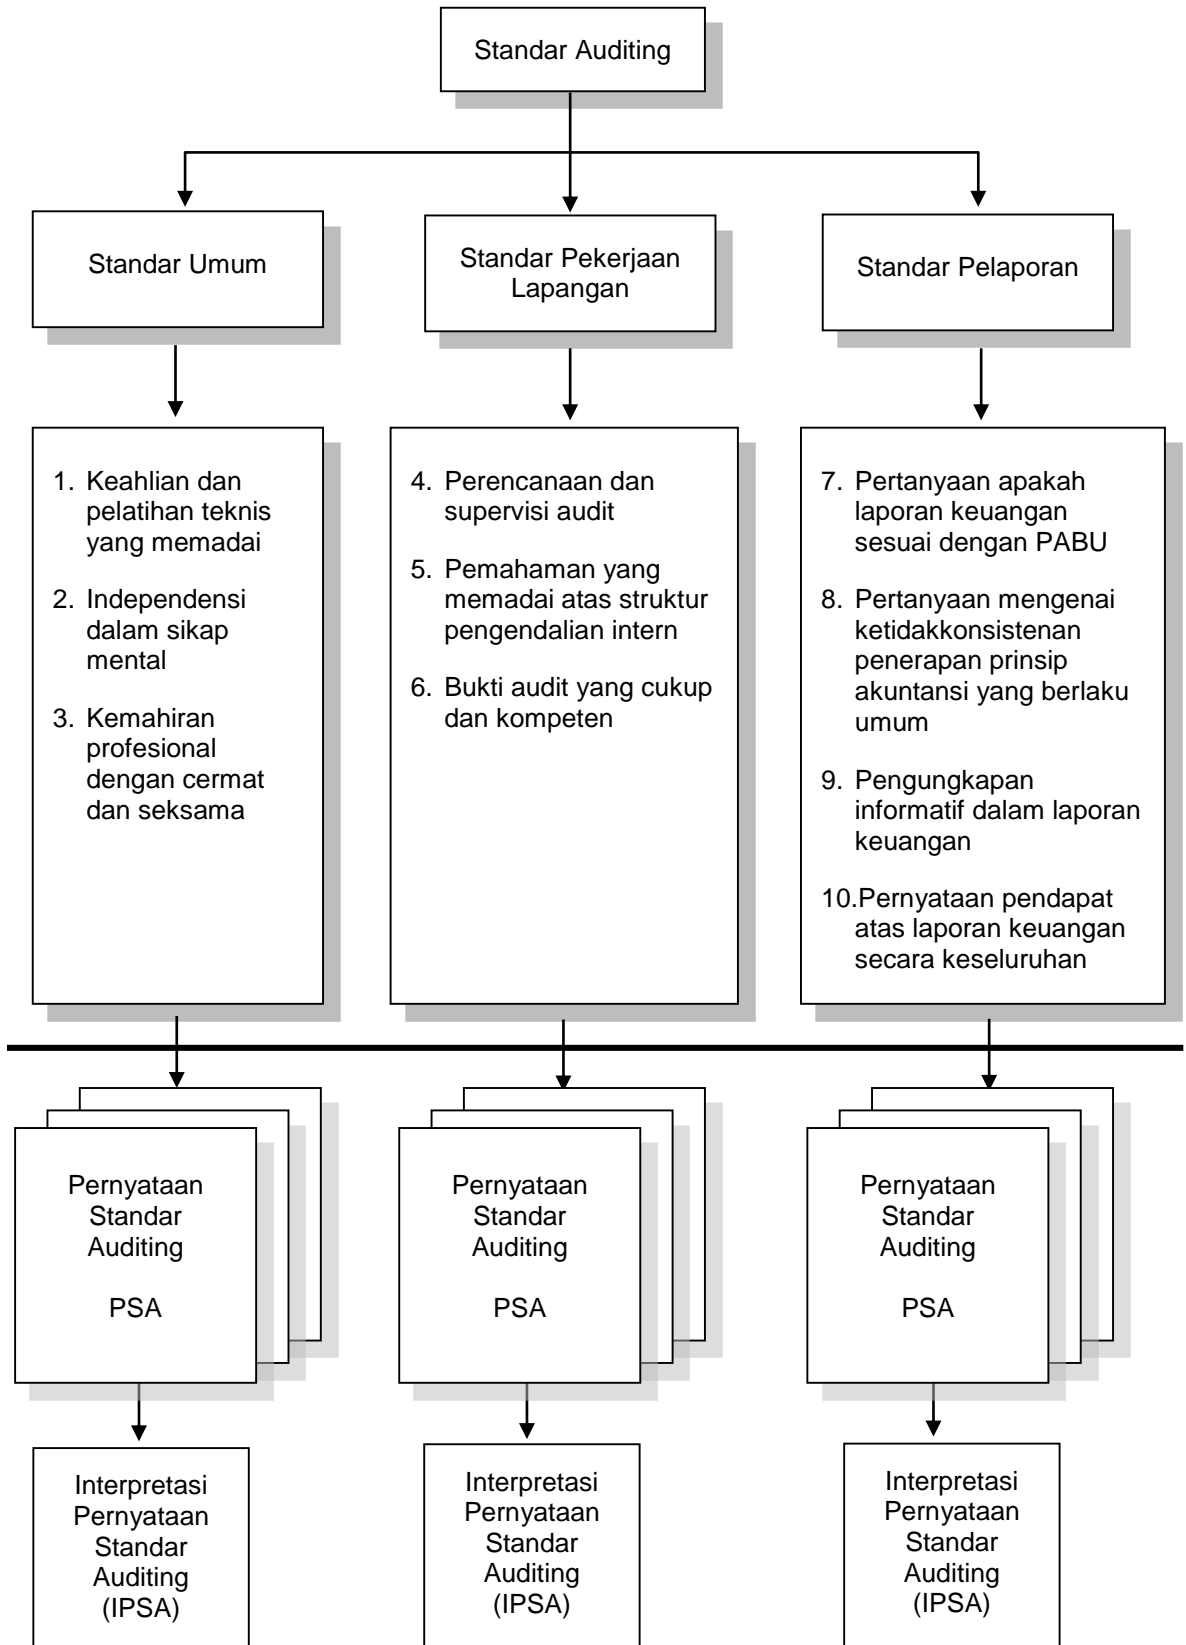 Standar Auditing
Standar Umum
Standar Pekerjaan
Lapangan
Standar Pelaporan
1. Keahlian dan
pelatihan teknis
yang memadai
2. Independensi
dalam sikap
mental
3. Kemahiran
profesional
dengan cermat
dan seksama
4. Perencanaan dan
supervisi audit
5. Pemahaman yang
memadai atas struktur
pengendalian intern
6. Bukti audit yang cukup
dan kompeten
7. Pertanyaan apakah
laporan keuangan
sesuai dengan PABU
8. Pertanyaan mengenai
ketidakkonsistenan
penerapan prinsip
akuntansi yang berlaku
umum
9. Pengungkapan
informatif dalam laporan
keuangan
10.Pernyataan pendapat
atas laporan keuangan
secara keseluruhan
Pernyataan
Standar
Auditing
PSA
Pernyataan
Standar
Auditing
PSA
Pernyataan
Standar
Auditing
PSA
Interpretasi
Pernyataan
Standar
Auditing
(IPSA)
Interpretasi
Pernyataan
Standar
Auditing
(IPSA)
Interpretasi
Pernyataan
Standar
Auditing
(IPSA)